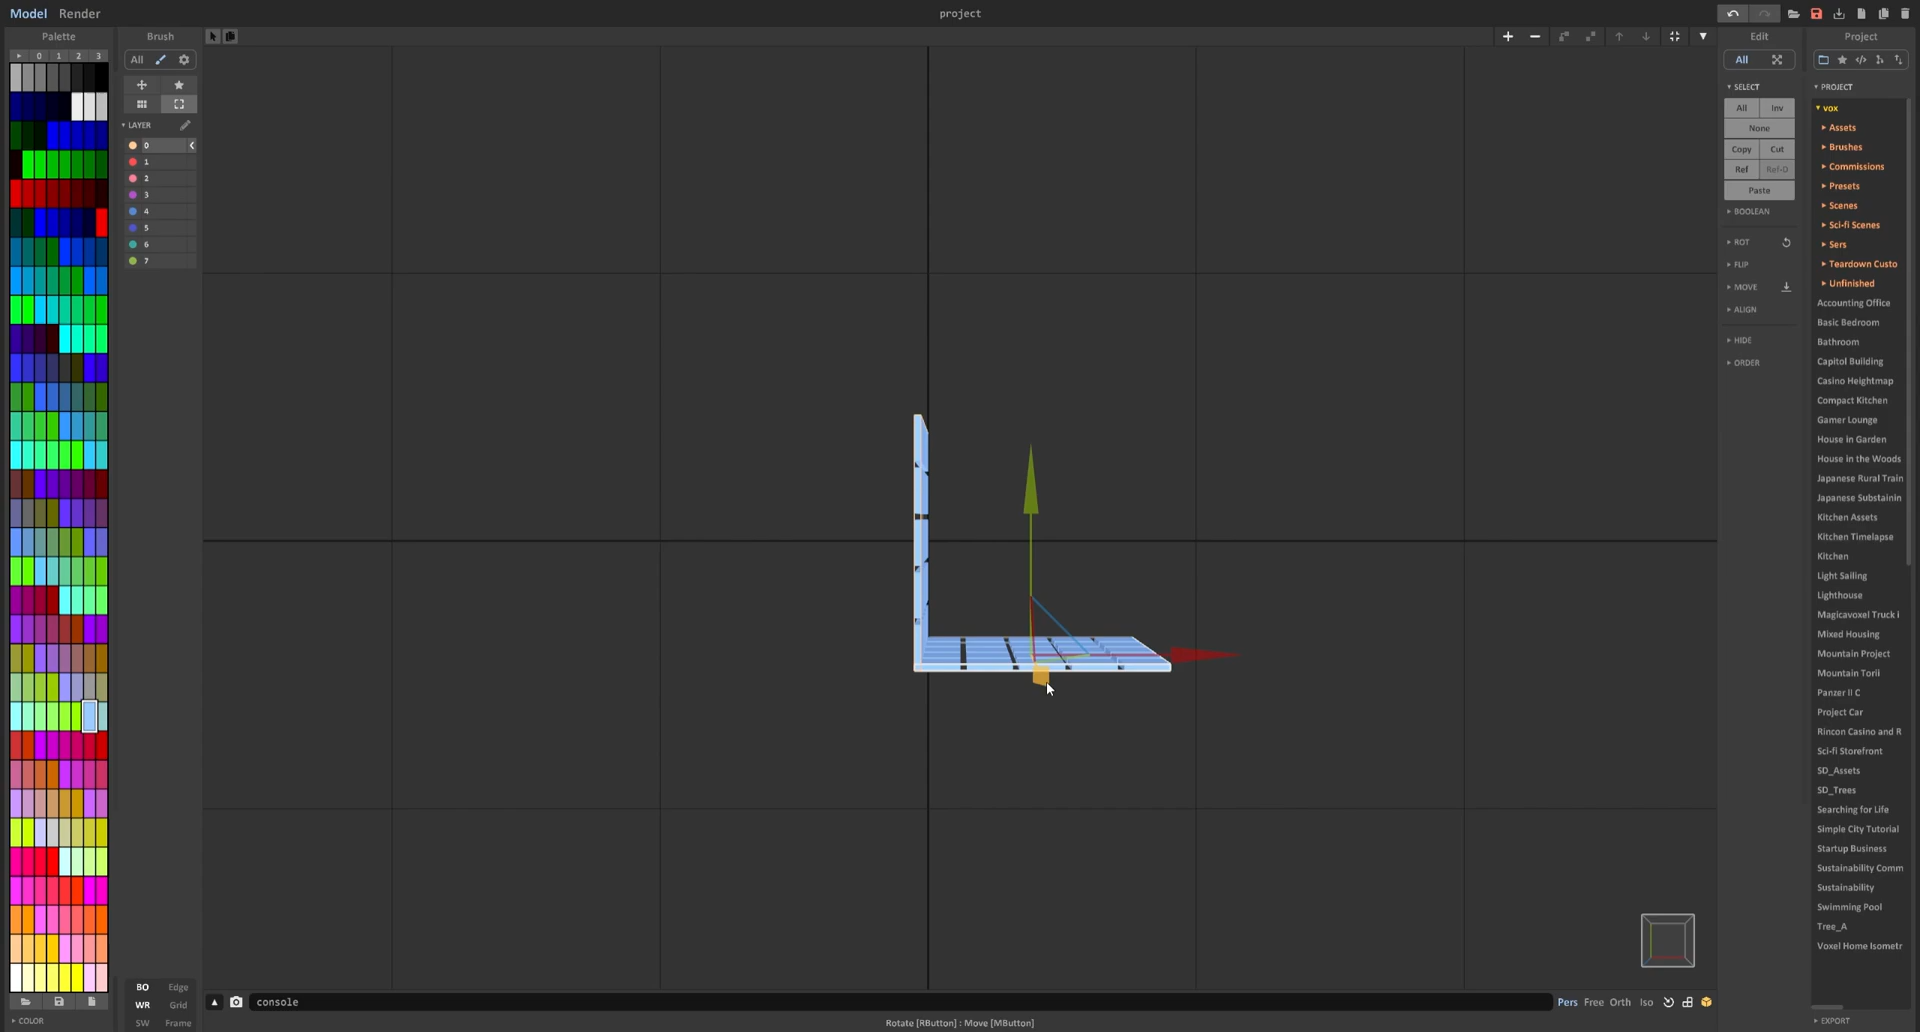 Model Render
project
Palette
Brush
Edit
Project
0 1 2 3
All
All
SELECT
PROJECT
All Inv
None
Copy Cut
Ref Ref-D
Paste
BOOLEAN
ROT
FLIP
MOVE
ALIGN
HIDE
ORDER
LAYER
0
1
2
3
4
5
6
7
vox
Assets
Brushes
Commissions
Presets
Scenes
Sci-fi Scenes
Sers
Teardown Custo
Unfinished
Accounting Office
Basic Bedroom
Bathroom
Capitol Building
Casino Heightmap
Compact Kitchen
Gamer Lounge
House in Garden
House in the Woods
Japanese Rural Train
Japanese Substainin
Kitchen Assets
Kitchen Timelapse
Kitchen
Light Sailing
Lighthouse
Magicavoxel Truck i
Mixed Housing
Mountain Project
Mountain Torii
Panzer II C
Project Car
Rincon Casino and R
Sci-fi Storefront
SD_Assets
SD_Trees
Searching for Life
Simple City Tutorial
Startup Business
Sustainability Comm
Sustainability
Swimming Pool
Tree_A
Voxel Home Isometr
BO Edge
WR Grid
SW Frame
console
Pers Free Orth Iso
COLOR
Rotate [RButton] : Move [MButton]
EXPORT